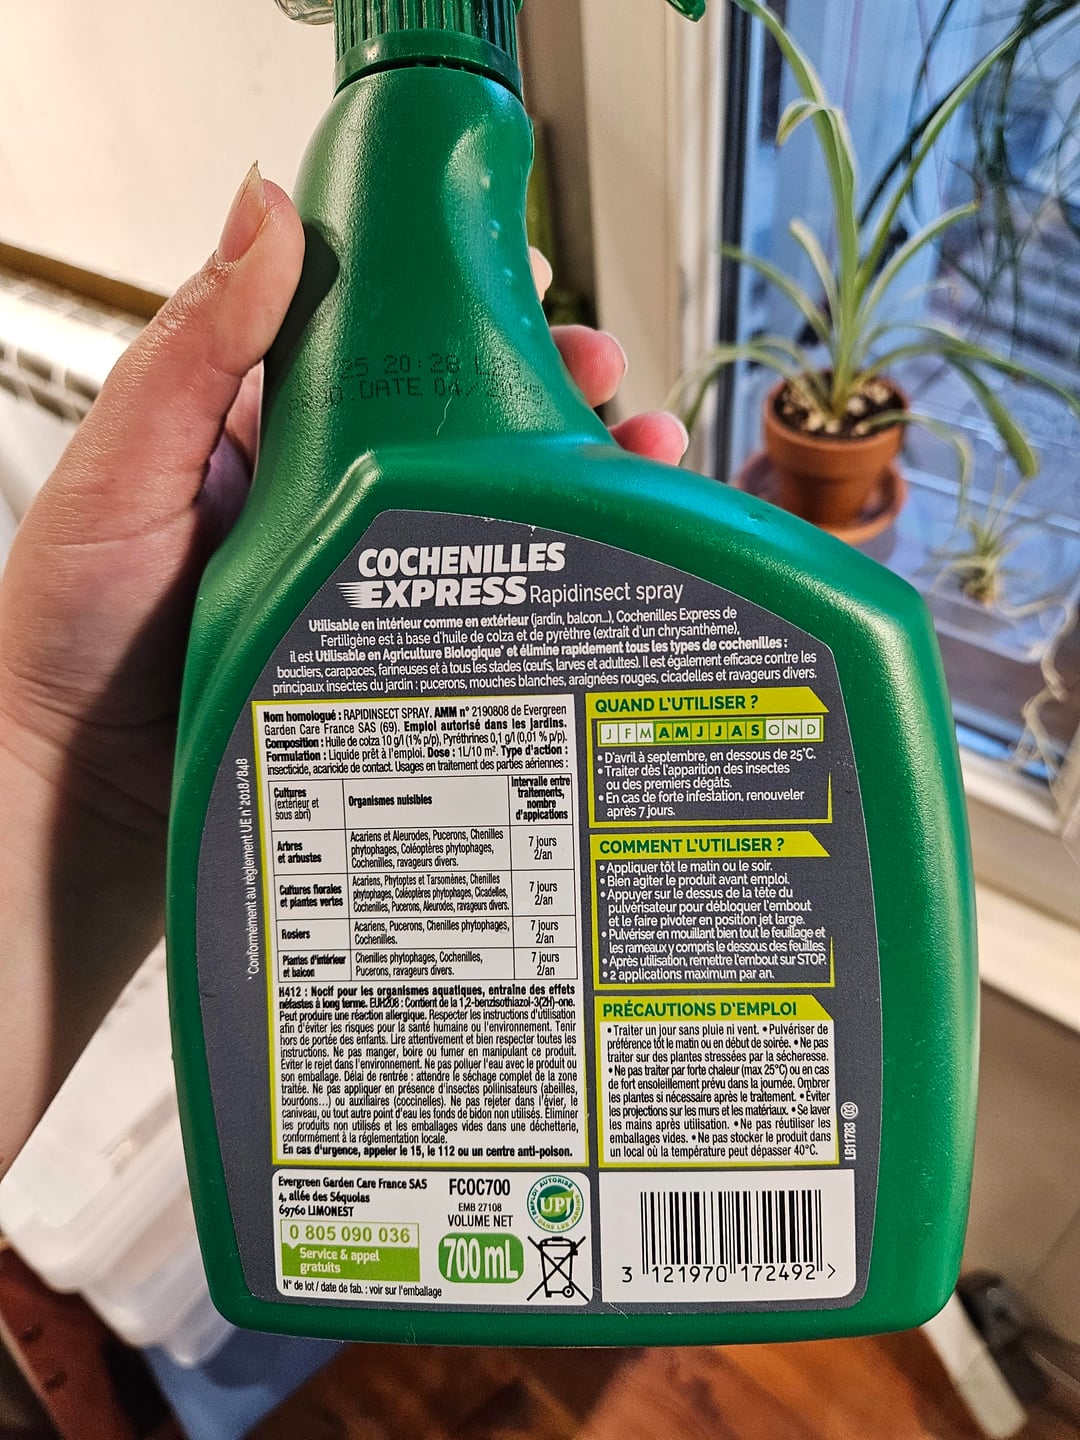 25 20:28 L
PROD.DATE 04/2025
COCHENILLES
EXPRESS Rapidinsect spray
Utilisable en intérieur comme en extérieur (jardin, balcon...), Cochenilles Express de
Fertiligène est à base d'huile de colza et de pyrèthre (extrait d'un chrysanthème),
il est Utilisable en Agriculture Biologique* et élimine rapidement tous les types de cochenilles :
boucliers, carapaces, farineuses et à tous les stades (œufs, larves et adultes). Il est également efficace contre les
principaux insectes du jardin : pucerons, mouches blanches, araignées rouges, cicadelles et ravageurs divers.
* Conformément au règlement UE n°2018/848
Nom homologué : RAPIDINSECT SPRAY. AMM n° 2190808 de Evergreen
Garden Care France SAS (69). Emploi autorisé dans les jardins.
Composition : Huile de colza 10 g/l (1% p/p), Pyréthrines 0,1 g/l (0,01 % p/p).
Formulation : Liquide prêt à l'emploi. Dose : 1L/10 m². Type d'action :
insecticide, acaricide de contact. Usages en traitement des parties aériennes :
Cultures
(extérieur et
sous abri)
Organismes nuisibles
Intervalle entre
traitements,
nombre
d'applications
Arbres
et arbustes
Acariens et Aleurodes, Pucerons, Chenilles
phytophages, Coléoptères phytophages,
Cochenilles, ravageurs divers.
7 jours
2/an
Cultures florales
et plantes vertes
Acariens, Phytoptes et Tarsonèmes, Chenilles
phytophages, Coléoptères phytophages, Cicadelles,
Cochenilles, Pucerons, Aleurodes, ravageurs divers.
7 jours
2/an
Rosiers
Acariens, Pucerons, Chenilles phytophages,
Cochenilles.
7 jours
2/an
Plantes d'intérieur
et balcon
Chenilles phytophages, Cochenilles,
Pucerons, ravageurs divers.
7 jours
2/an
H412 : Nocif pour les organismes aquatiques, entraîne des effets
néfastes à long terme. EUH208 : Contient de la 1,2-benzisothiazol-3(2H)-one.
Peut produire une réaction allergique. Respecter les instructions d'utilisation
afin d'éviter les risques pour la santé humaine ou l'environnement. Tenir
hors de portée des enfants. Lire attentivement et bien respecter toutes les
instructions. Ne pas manger, boire ou fumer en manipulant ce produit.
Éviter le rejet dans l'environnement. Ne pas polluer l'eau avec le produit ou
son emballage. Délai de rentrée : attendre le séchage complet de la zone
traitée. Ne pas appliquer en présence d'insectes pollinisateurs (abeilles,
bourdons...) ou auxiliaires (coccinelles). Ne pas rejeter dans l'évier, le
caniveau, ou tout autre point d'eau les fonds de bidon non utilisés. Éliminer
les produits non utilisés et les emballages vides dans une déchetterie,
conformément à la réglementation locale.
En cas d'urgence, appeler le 15, le 112 ou un centre anti-poison.
QUAND L'UTILISER ?
J F M A M J J A S O N D
• D'avril à septembre, en dessous de 25°C.
• Traiter dès l'apparition des insectes
ou des premiers dégâts.
• En cas de forte infestation, renouveler
après 7 jours.
COMMENT L'UTILISER ?
• Appliquer tôt le matin ou le soir.
• Bien agiter le produit avant emploi.
• Appuyer sur le dessus de la tête du
pulvérisateur pour débloquer l'embout
et le faire pivoter en position jet large.
• Pulvériser en mouillant bien tout le feuillage et
les rameaux y compris le dessous des feuilles.
• Après utilisation, remettre l'embout sur STOP.
• 2 applications maximum par an.
PRÉCAUTIONS D'EMPLOI
• Traiter un jour sans pluie ni vent. • Pulvériser de
préférence tôt le matin ou en début de soirée. • Ne pas
traiter sur des plantes stressées par la sécheresse.
• Ne pas traiter par forte chaleur (max 25°C) ou en cas
de fort ensoleillement prévu dans la journée. Ombrer
les plantes si nécessaire après le traitement. • Éviter
les projections sur les murs et les matériaux. • Se laver
les mains après utilisation. • Ne pas réutiliser les
emballages vides. • Ne pas stocker le produit dans
un local où la température peut dépasser 40°C.
LB11783 03
Evergreen Garden Care France SAS
4, allée des Séquoias
69760 LIMONEST
0 805 090 036
Service & appel
gratuits
N° de lot / date de fab. : voir sur l'emballage
FCOC700
EMB 27108
VOLUME NET
700 mL
EMPLOI AUTORISÉ
UPJ
DANS LES JARDINS
3 121970 172492 >